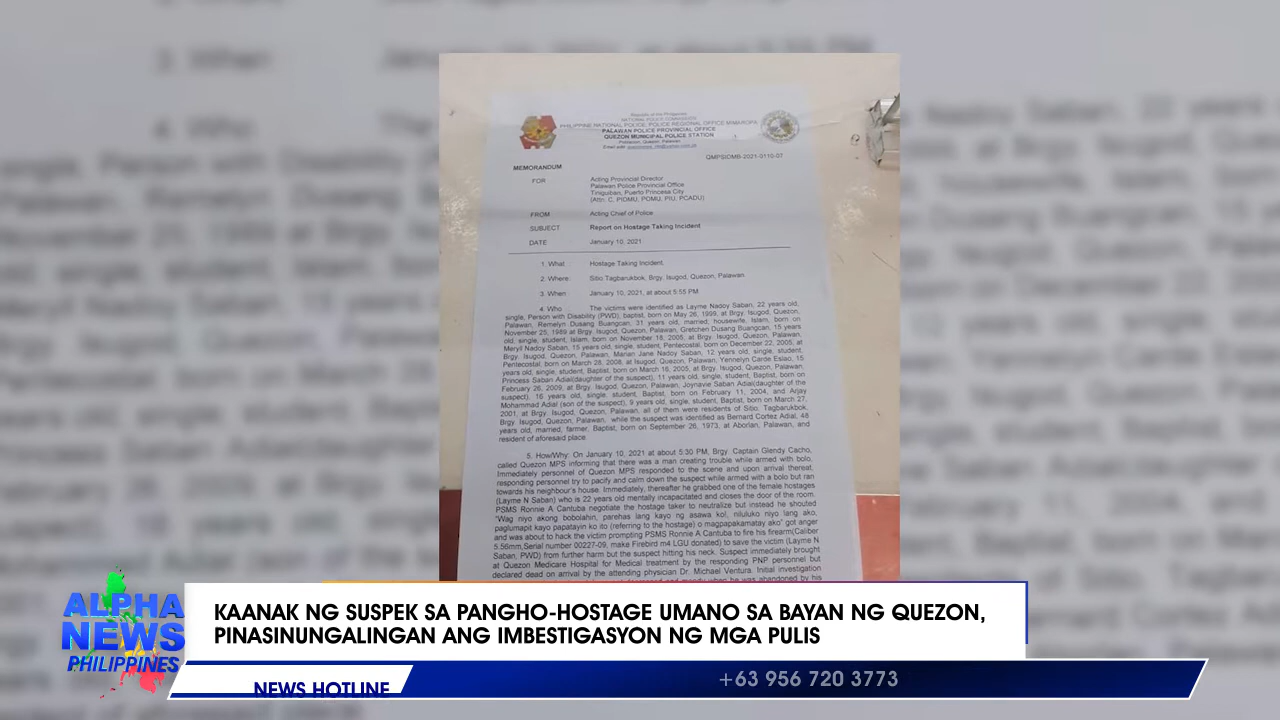 Republic of the Philippines
NATIONAL POLICE COMMISSION
PHILIPPINE NATIONAL POLICE, POLICE REGIONAL OFFICE MIMAROPA
PALAWAN POLICE PROVINCIAL OFFICE
QUEZON MUNICIPAL POLICE STATION
Poblacion, Quezon, Palawan
QMPSIDMB-2021-0110-07
MEMORANDUM
FOR Acting Provincial Director
Palawan Police Provincial Office
Tiniguiban, Puerto Princesa City
(Attn: C, PIOMU, POMU, PIU, PCADU)
FROM Acting Chief of Police
SUBJECT Report on Hostage Taking Incident
DATE January 10, 2021
1. What: Hostage Taking Incident.
2. Where: Sitio Tagbarukbok, Brgy. Isugod, Quezon, Palawan
3. When: January 10, 2021, at about 5:55 PM
4. Who The victims were identified as Layme Nadoy Saban, 22 years old,
single, Person with Disability (PWD), baptist, born on May 26, 1999, at Brgy. Isugod, Quezon,
Palawan, Remelyn Dusang Buangcan, 31 years old, married, housewife, Islam, born on
November 25, 1989 at Brgy. Isugod, Quezon, Palawan, Gretchen Dusang Buangcan, 15 years
old, single, student, Islam, born on November 18, 2005, at Brgy. Isugod, Quezon, Palawan,
Meryll Nadoy Saban, 15 years old, single, student, Pentecostal, born on December 22, 2005, at
Brgy. Isugod, Quezon, Palawan, Marian Jane Nadoy Saban, 12 years old, single, student,
Pentecostal, born on March 28, 2008, at Isugod, Quezon, Palawan, Yennelyn Carde Eslao, 15
years old, single, student, Baptist, born on March 16, 2005, at Brgy. Isugod, Quezon, Palawan,
Princess Saban Adial(daughter of the suspect), 11 years old, single, student, Baptist, born on
February 26, 2009, at Brgy. Isugod, Quezon, Palawan, Joynavie Saban Adial(daughter of the
suspect), 16 years old, single, student, Baptist, born on February 11, 2004, and Arjay
Mohammad Adial (son of the suspect), 9 years old, single, student, Baptist, born on March 27,
2001, at Brgy. Isugod, Quezon, Palawan, all of them were residents of Sitio. Tagbarukbok,
Brgy. Isugod, Quezon, Palawan, while the suspect was identified as Bernard Cortez Adial, 48
years old, married, farmer, Baptist, born on September 26, 1973, at Aborlan, Palawan, and
resident of aforesaid place.
5. How/Why: On January 10, 2021 at about 5:30 PM, Brgy. Captain Glendy Cacho,
called Quezon MPS informing that there was a man creating trouble while armed with bolo.
Immediately personnel of Quezon MPS responded to the scene and upon arrival thereat,
responding personnel try to pacify and calm down the suspect while armed with a bolo but ran
towards his neighbour's house. Immediately, thereafter he grabbed one of the female hostages
(Layme N Saban) who is 22 years old mentally incapacitated and closes the door of the room.
PSMS Ronnie A Cantuba negotiate the hostage taker to neutralize but instead he shouted
"Wag niyo akong bobolahin, parehas lang kayo ng asawa kol, niluluko niyo lang ako,
paglumapit kayo papatayin ko ito (referring to the hostage) o magpapakamatay ako" got anger
and was about to hack the victim prompting PSMS Ronnie A Cantuba to fire his firearm(Caliber
5.56mm,Serial number 00227-09, make Firebird m4 LGU donated) to save the victim (Layme N
Saban, PWD) from further harm but the suspect hitting his neck. Suspect immediately brought
at Quezon Medicare Hospital for Medical treatment by the responding PNP personnel but
declared dead on arrival by the attending physician Dr. Michael Ventura. Initial investigation
when he was abandoned by his
ALPHA
NEWS
PHILIPPINES
KAANAK NG SUSPEK SA PANGHO-HOSTAGE UMANO SA BAYAN NG QUEZON,
PINASINUNGALINGAN ANG IMBESTIGASYON NG MGA PULIS
NEWS HOTLINE +63 956 720 3773